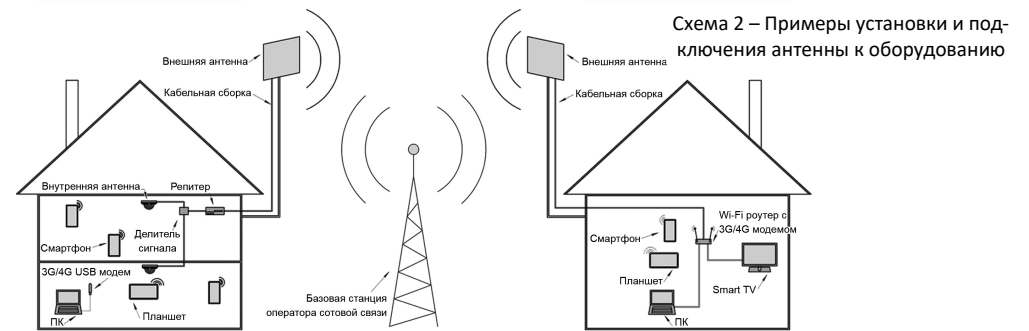 Схема 2 – Примеры установки и под-
ключения антенны к оборудованию
Внешняя антенна
Кабельная сборка
Внутренняя антенна
Репитер
Делитель
сигнала
Смартфон
3G/4G USB модем
ПК
Планшет
Базовая станция
оператора сотовой связи
Внешняя антенна
Кабельная сборка
Wi-Fi роутер с
3G/4G модемом
Смартфон
Планшет
Smart TV
ПК